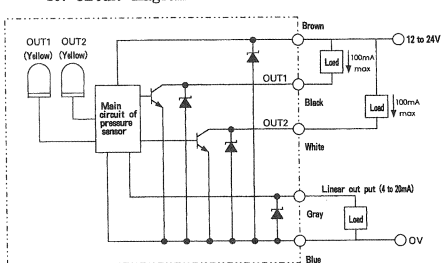 Brown
OUT1
(Yellow)
OUT2
(Yellow)
12 to 24V
Load
100mA
max
OUT1
Black
Main
circuit of
pressure
sensor
Load
100mA
max
OUT2
White
Linear out put (4 to 20mA)
Gray
Load
0V
Blue